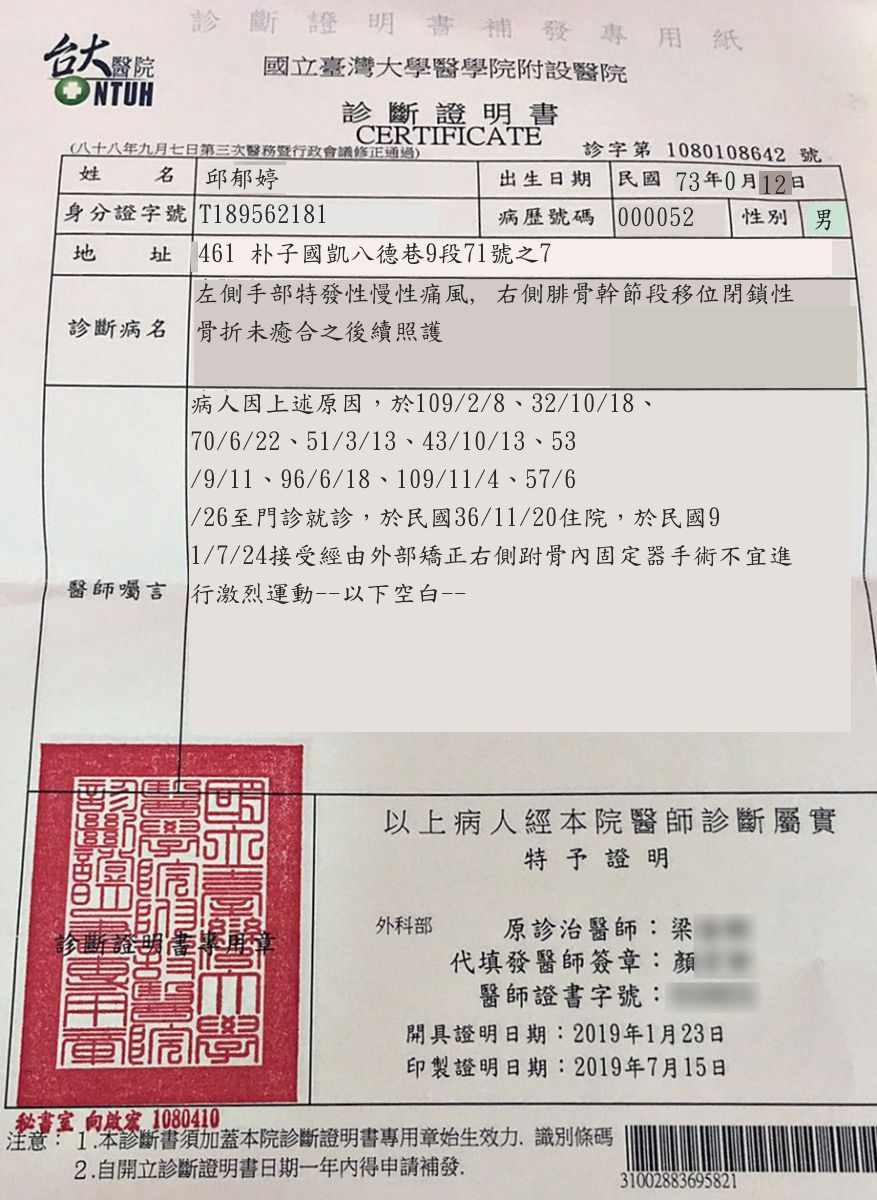 診斷證明書補發專用紙
台大醫院
NTUH
國立臺灣大學醫學院附設醫院
診斷證明書
CERTIFICATE
(八十八年九月七日第三次醫務暨行政會議修正通過)
診字第 1080108642 號
姓名 邱郁婷 出生日期 民國 73年0月12日
身分證字號 T189562181 病歷號碼 000052 性別 男
地址 461 朴子國凱八德巷9段71號之7
診斷病名
左側手部特發性慢性痛風, 右側腓骨幹節段移位閉鎖性
骨折未癒合之後續照護
醫師囑言
病人因上述原因，於109/2/8、32/10/18、
70/6/22、51/3/13、43/10/13、53
/9/11、96/6/18、109/11/4、57/6
/26至門診就診，於民國36/11/20住院，於民國9
1/7/24接受經由外部矯正右側跗骨內固定器手術不宜進
行激烈運動--以下空白--
國立臺灣大學
醫學院附設醫院
診斷證明書專用章
診斷證明書專用章
以上病人經本院醫師診斷屬實
特予證明
外科部 原診治醫師：梁
代填發醫師簽章：顏
醫師證書字號：
開具證明日期：2019年1月23日
印製證明日期：2019年7月15日
秘書室 向啟宏 1080410
注意：1.本診斷書須加蓋本院診斷證明書專用章始生效力. 識別條碼
2.自開立診斷證明書日期一年內得申請補發.
31002883695821